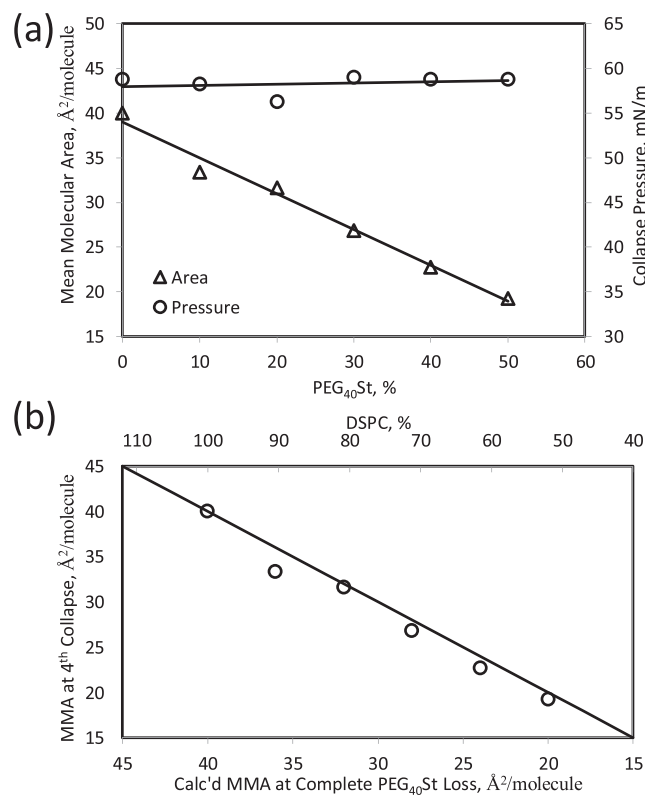 (a)
50
45
40
35
30
25
20
15
Mean Molecular Area, Å²/molecule
65
60
55
50
45
40
35
30
Collapse Pressure, mN/m
Area
Pressure
0 10 20 30 40 50 60
PEG₄₀St, %
(b)
DSPC, %
110 100 90 80 70 60 50 40
45
40
35
30
25
20
15
MMA at 4ᵗʰ Collapse, Å²/molecule
45 40 35 30 25 20 15
Calc'd MMA at Complete PEG₄₀St Loss, Å²/molecule